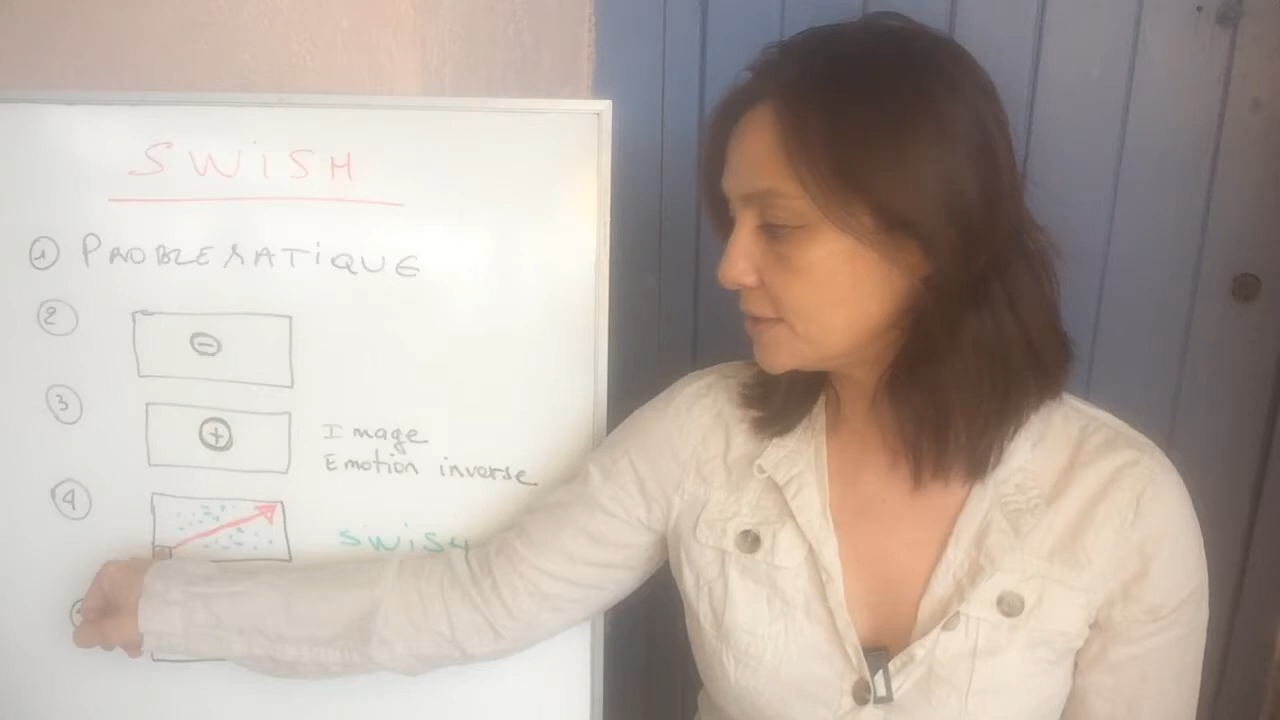 SWiSH
1 PROBLEMATiQUE
2
-
3
+
Image
Emotion inverse
4
SWiSH